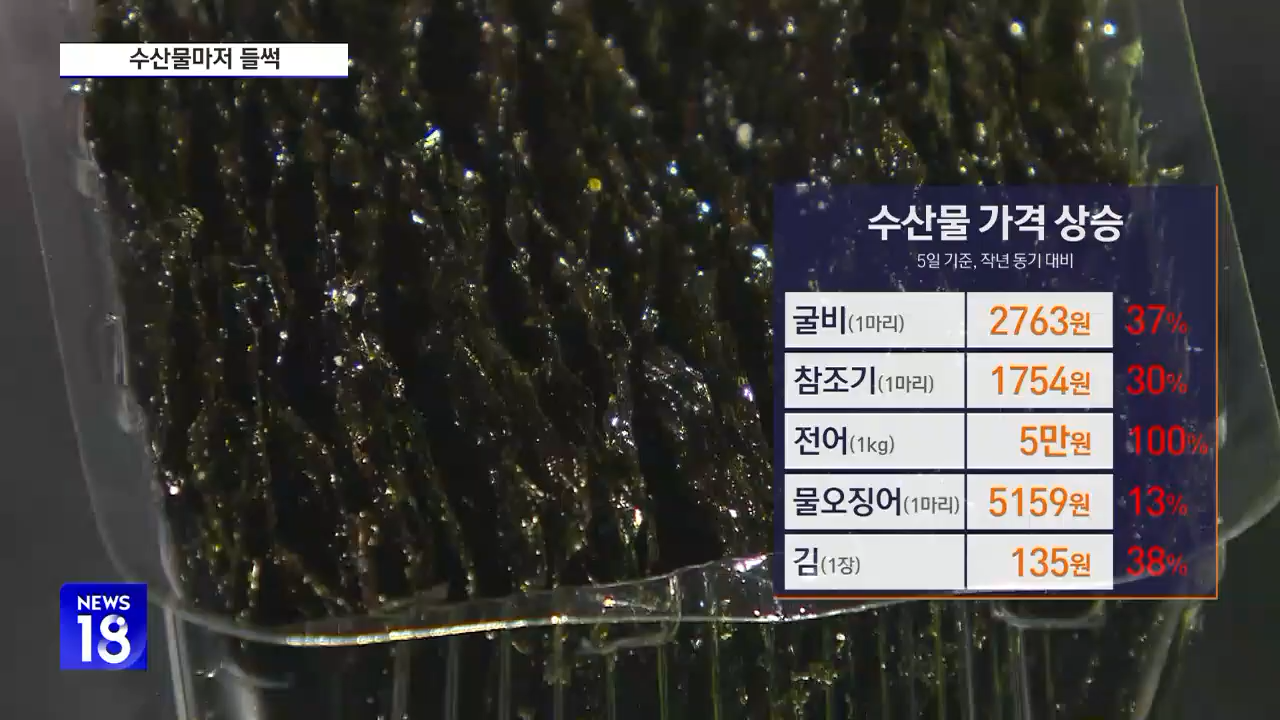 수산물마저 들썩
수산물 가격 상승
5일 기준, 작년 동기 대비
굴비(1마리) 2763원 37%
참조기(1마리) 1754원 30%
전어(1kg) 5만원 100%
물오징어(1마리) 5159원 13%
김(1장) 135원 38%
NEWS
18